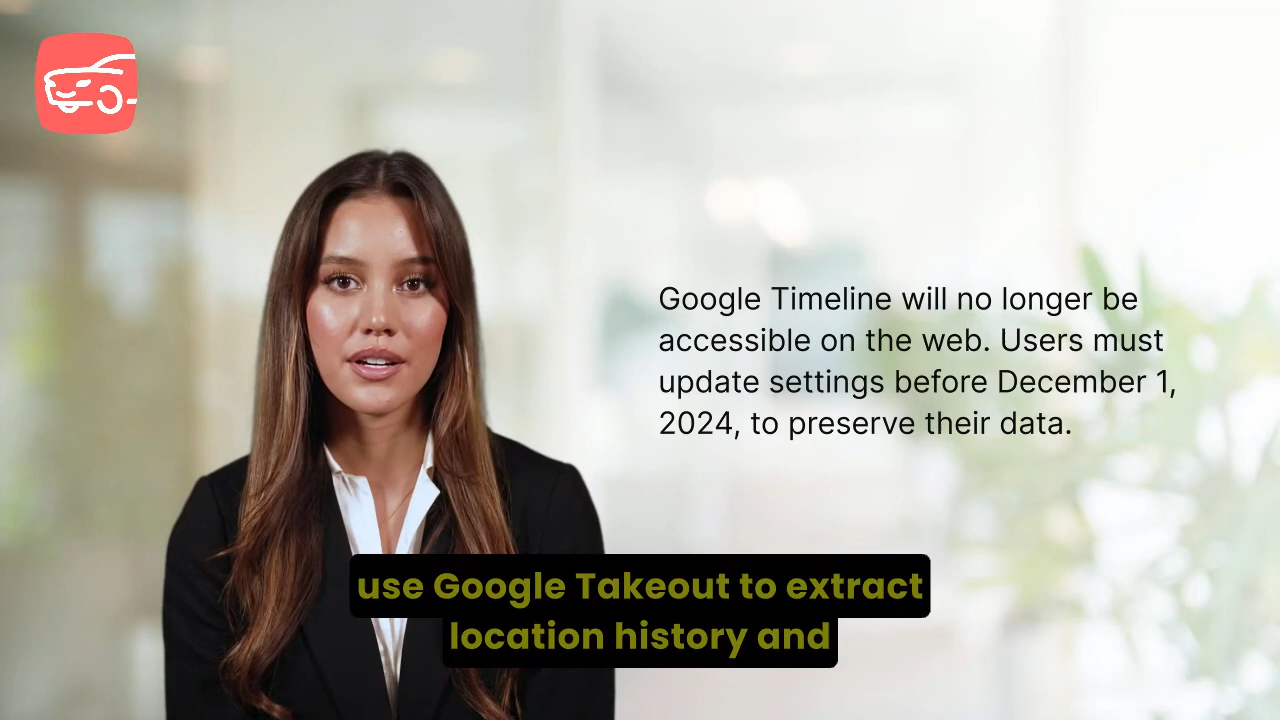 Google Timeline will no longer be
accessible on the web. Users must
update settings before December 1,
2024, to preserve their data.
use Google Takeout to extract
location history and